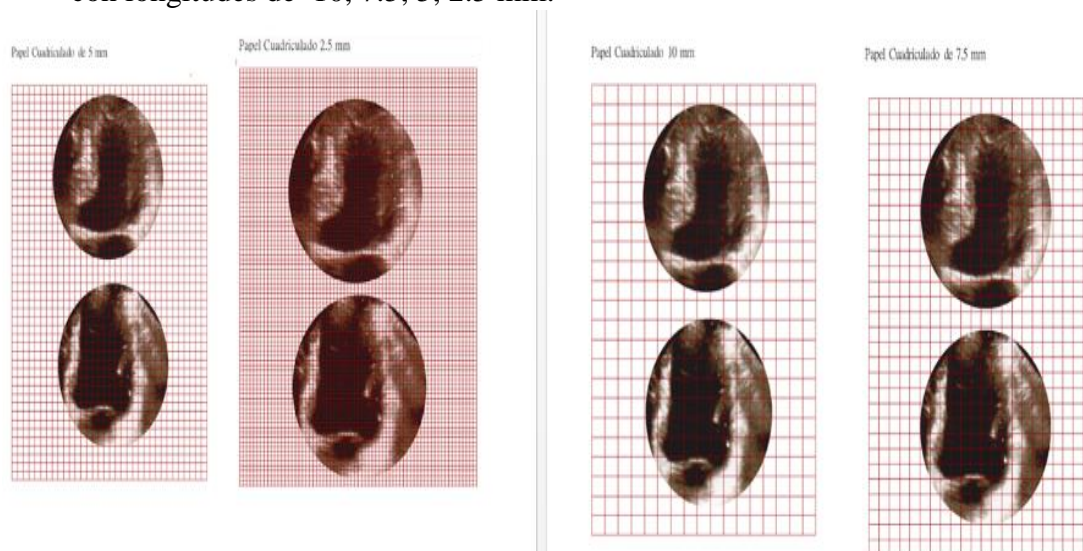 con longitudes de 10, 7.5, 5, 2.5 mm.
Papel Cuadriculado de 5 mm
Papel Cuadriculado 2.5 mm
Papel Cuadriculado 10 mm
Papel Cuadriculado de 7.5 mm